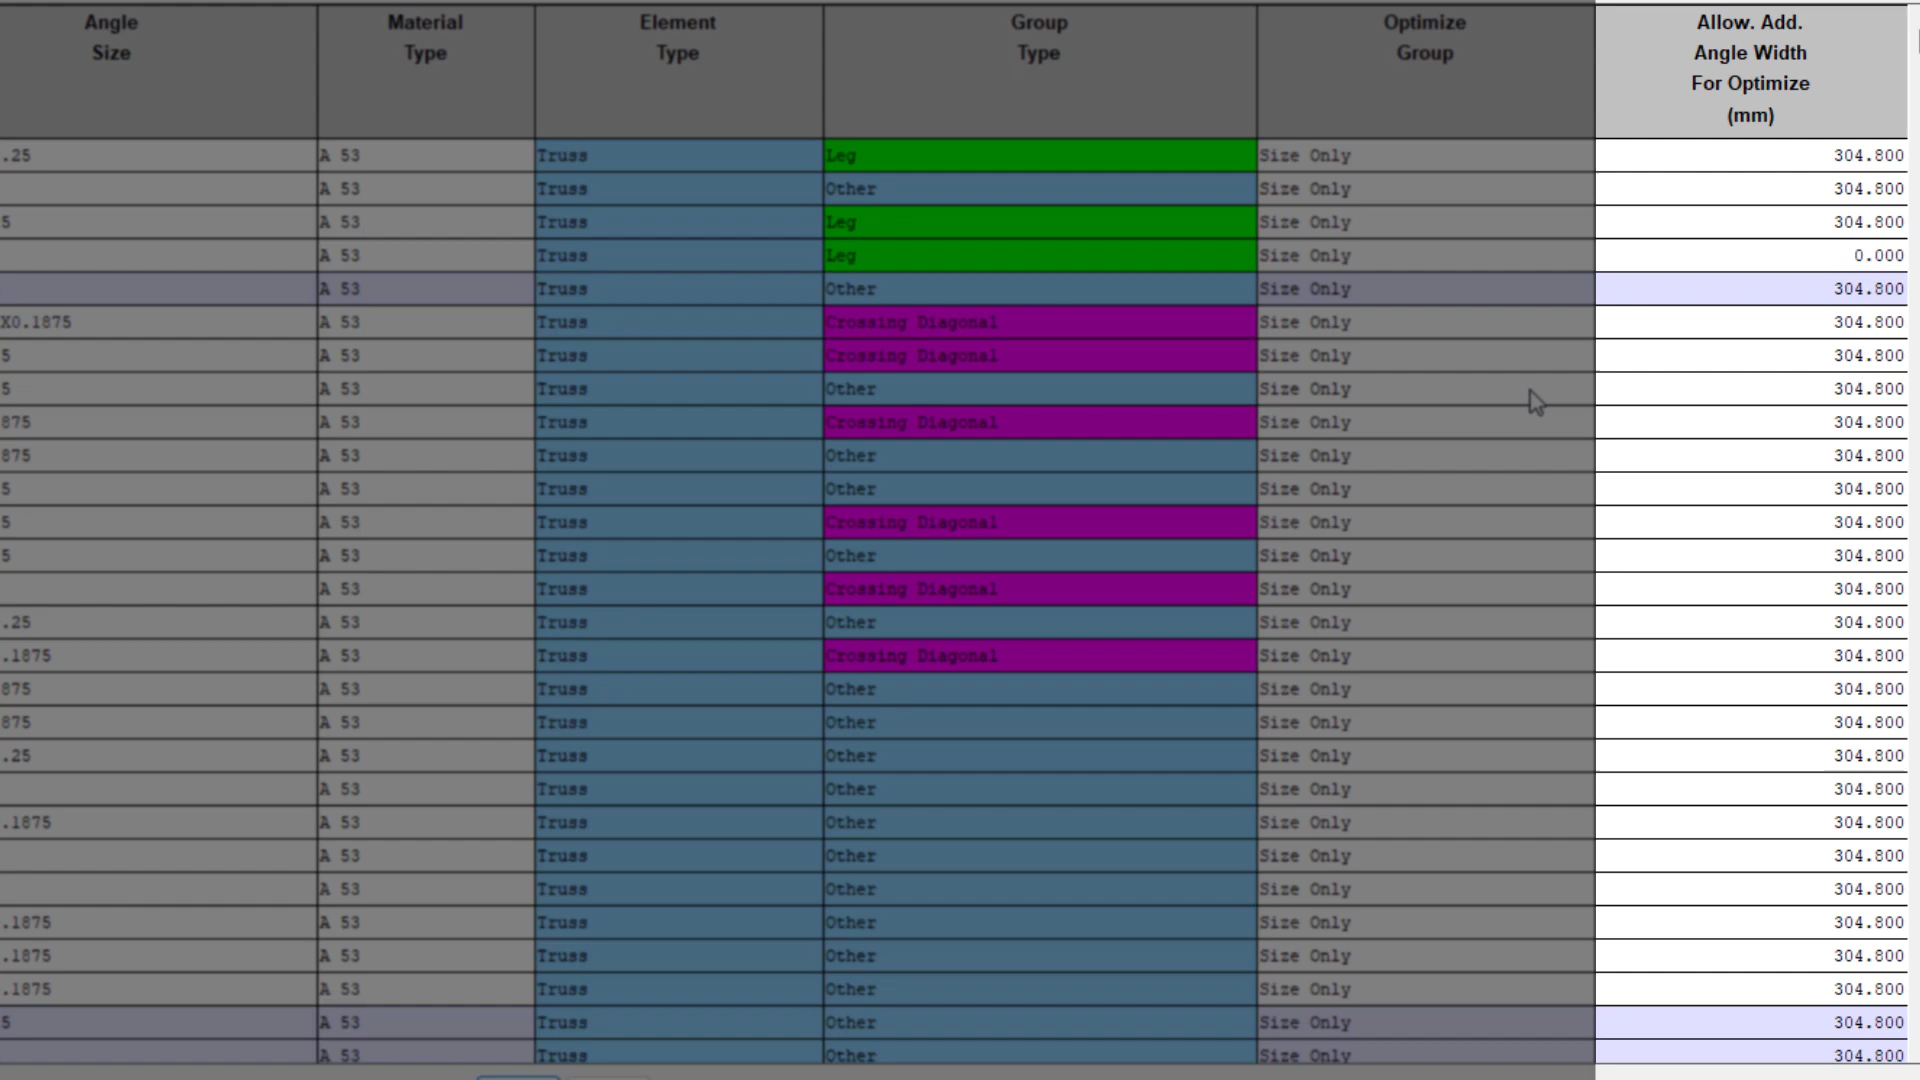 Angle Size Material Type Element Type Group Type Optimize Group Allow. Add. Angle Width For Optimize (mm)
.25 A 53 Truss Leg Size Only 304.800
A 53 Truss Other Size Only 304.800
5 A 53 Truss Leg Size Only 304.800
A 53 Truss Leg Size Only 0.000
A 53 Truss Other Size Only 304.800
X0.1875 A 53 Truss Crossing Diagonal Size Only 304.800
5 A 53 Truss Crossing Diagonal Size Only 304.800
5 A 53 Truss Other Size Only 304.800
875 A 53 Truss Crossing Diagonal Size Only 304.800
875 A 53 Truss Other Size Only 304.800
5 A 53 Truss Other Size Only 304.800
5 A 53 Truss Crossing Diagonal Size Only 304.800
5 A 53 Truss Other Size Only 304.800
A 53 Truss Crossing Diagonal Size Only 304.800
.25 A 53 Truss Other Size Only 304.800
.1875 A 53 Truss Crossing Diagonal Size Only 304.800
875 A 53 Truss Other Size Only 304.800
875 A 53 Truss Other Size Only 304.800
.25 A 53 Truss Other Size Only 304.800
A 53 Truss Other Size Only 304.800
.1875 A 53 Truss Other Size Only 304.800
A 53 Truss Other Size Only 304.800
A 53 Truss Other Size Only 304.800
.1875 A 53 Truss Other Size Only 304.800
.1875 A 53 Truss Other Size Only 304.800
.1875 A 53 Truss Other Size Only 304.800
5 A 53 Truss Other Size Only 304.800
A 53 Truss Other Size Only 304.800